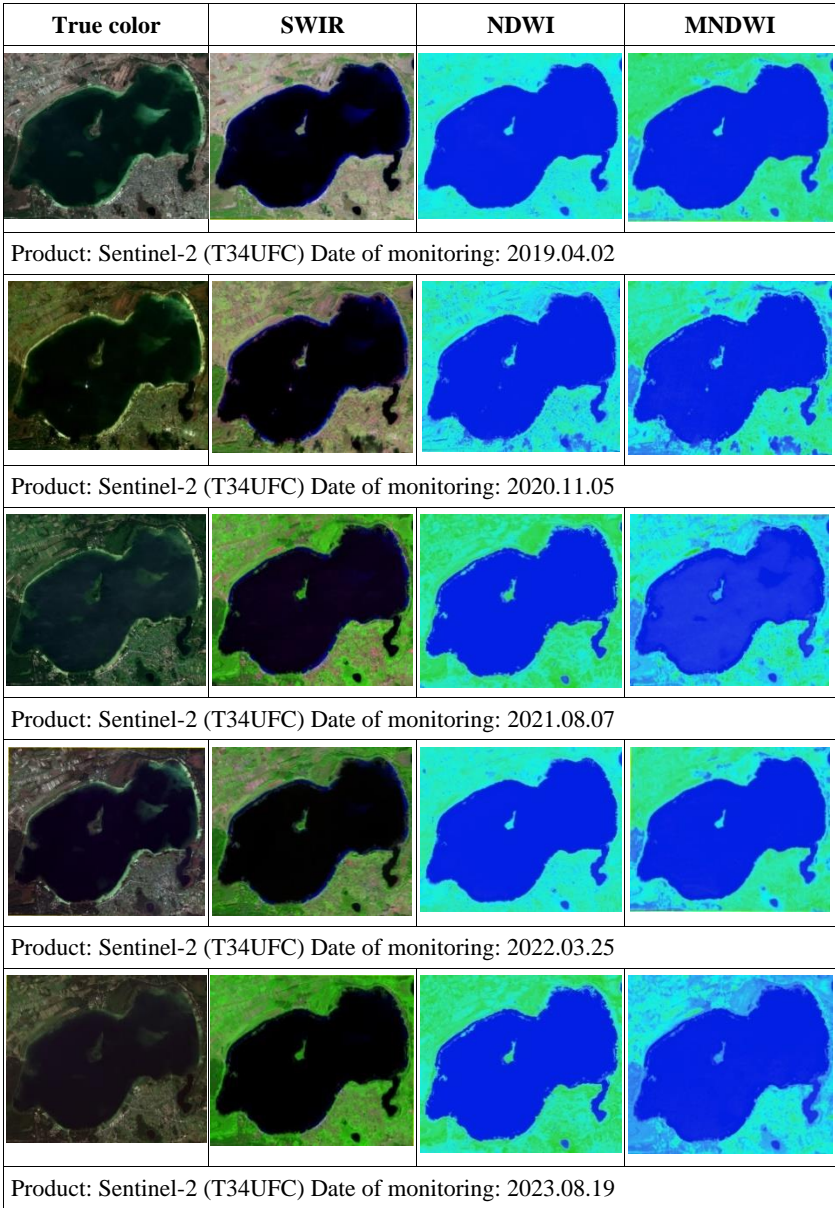 True color SWIR NDWI MNDWI
Product: Sentinel-2 (T34UFC) Date of monitoring: 2019.04.02
Product: Sentinel-2 (T34UFC) Date of monitoring: 2020.11.05
Product: Sentinel-2 (T34UFC) Date of monitoring: 2021.08.07
Product: Sentinel-2 (T34UFC) Date of monitoring: 2022.03.25
Product: Sentinel-2 (T34UFC) Date of monitoring: 2023.08.19